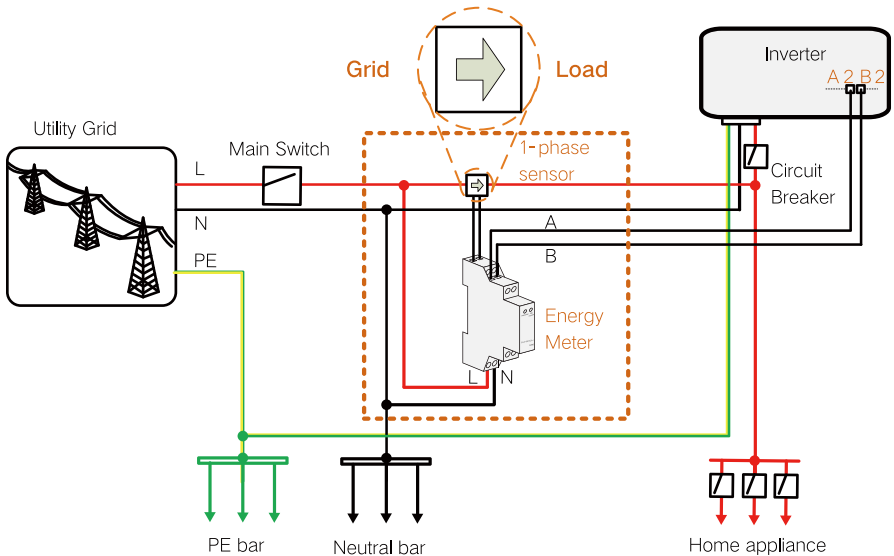 Grid
Load
Inverter
A 2 B 2
Utility Grid
L
Main Switch
1-phase
sensor
Circuit
Breaker
N
A
B
PE
Energy
Meter
L N
PE bar
Neutral bar
Home appliance